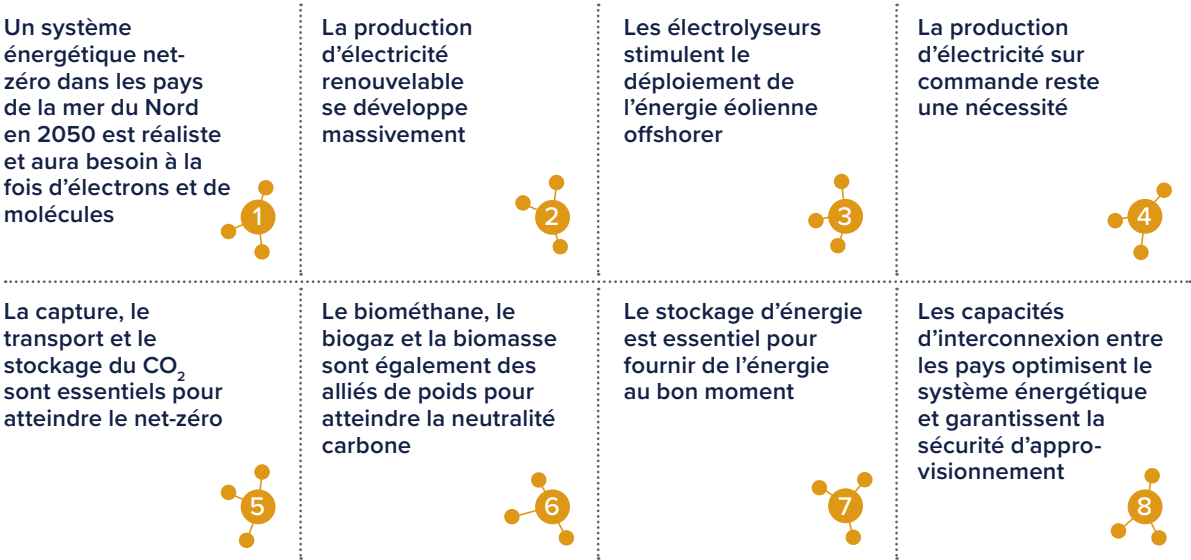 Un système
énergétique net-
zéro dans les pays
de la mer du Nord
en 2050 est réaliste
et aura besoin à la
fois d'électrons et de
molécules
1
La production
d'électricité
renouvelable
se développe
massivement
2
Les électrolyseurs
stimulent le
déploiement de
l'énergie éolienne
offshorer
3
La production
d'électricité sur
commande reste
une nécessité
4
La capture, le
transport et le
stockage du CO₂
sont essentiels pour
atteindre le net-zéro
5
Le biométhane, le
biogaz et la biomasse
sont également des
alliés de poids pour
atteindre la neutralité
carbone
6
Le stockage d'énergie
est essentiel pour
fournir de l'énergie
au bon moment
7
Les capacités
d'interconnexion entre
les pays optimisent le
système énergétique
et garantissent la
sécurité d'appro-
visionnement
8